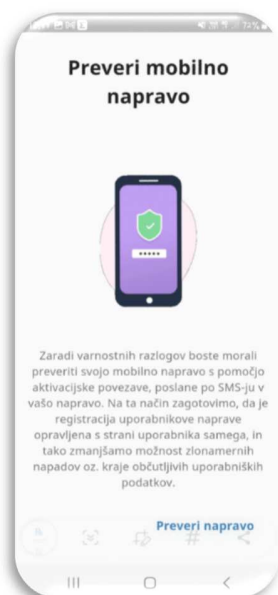 Preveri mobilno
napravo
Zaradi varnostnih razlogov boste morali
preveriti svojo mobilno napravo s pomočjo
aktivacijske povezave, poslane po SMS-ju v
vašo napravo. Na ta način zagotovimo, da je
registracija uporabnikove naprave
opravljena s strani uporabnika samega, in
tako zmanjšamo možnost zlonamernih
napadov oz. kraje občutljivih uporabniških
podatkov.
Preveri napravo